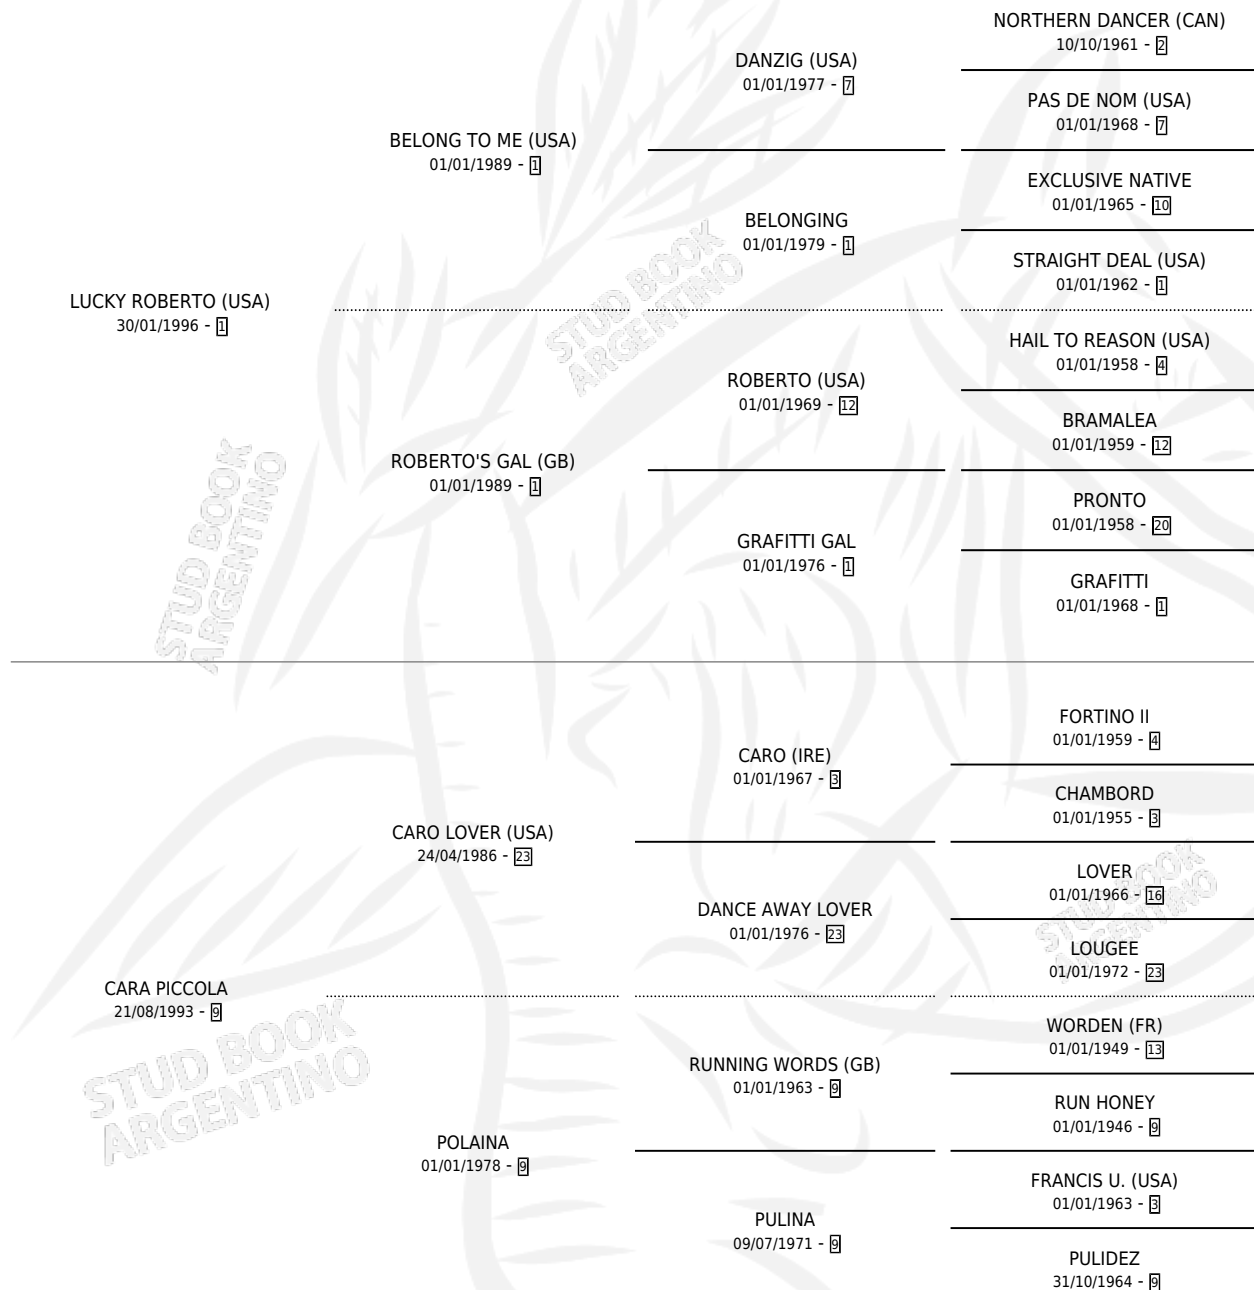 NORTHERN DANCER (CAN)
10/10/1961 - 2
DANZIG (USA)
01/01/1977 - 7
PAS DE NOM (USA)
01/01/1968 - 7
BELONG TO ME (USA)
01/01/1989 - 1
EXCLUSIVE NATIVE
01/01/1965 - 10
BELONGING
01/01/1979 - 1
STRAIGHT DEAL (USA)
01/01/1962 - 1
LUCKY ROBERTO (USA)
30/01/1996 - 1
STUD BOOK
ARGENTINO
HAIL TO REASON (USA)
01/01/1958 - 4
ROBERTO (USA)
01/01/1969 - 12
BRAMALEA
01/01/1959 - 12
ROBERTO'S GAL (GB)
01/01/1989 - 1
PRONTO
01/01/1958 - 20
GRAFITTI GAL
01/01/1976 - 1
GRAFITTI
01/01/1968 - 1
STUD BOOK
ARGENTINO
FORTINO II
01/01/1959 - 4
CARO (IRE)
01/01/1967 - 3
CHAMBORD
01/01/1955 - 3
CARO LOVER (USA)
24/04/1986 - 23
LOVER
01/01/1966 - 16
DANCE AWAY LOVER
01/01/1976 - 23
STUD BOOK
ARGENTINO
LOUGEE
01/01/1972 - 23
CARA PICCOLA
21/08/1993 - 9
WORDEN (FR)
01/01/1949 - 13
RUNNING WORDS (GB)
01/01/1963 - 9
STUD BOOK
ARGENTINO
RUN HONEY
01/01/1946 - 9
POLAINA
01/01/1978 - 9
FRANCIS U. (USA)
01/01/1963 - 3
PULINA
09/07/1971 - 9
PULIDEZ
31/10/1964 - 9